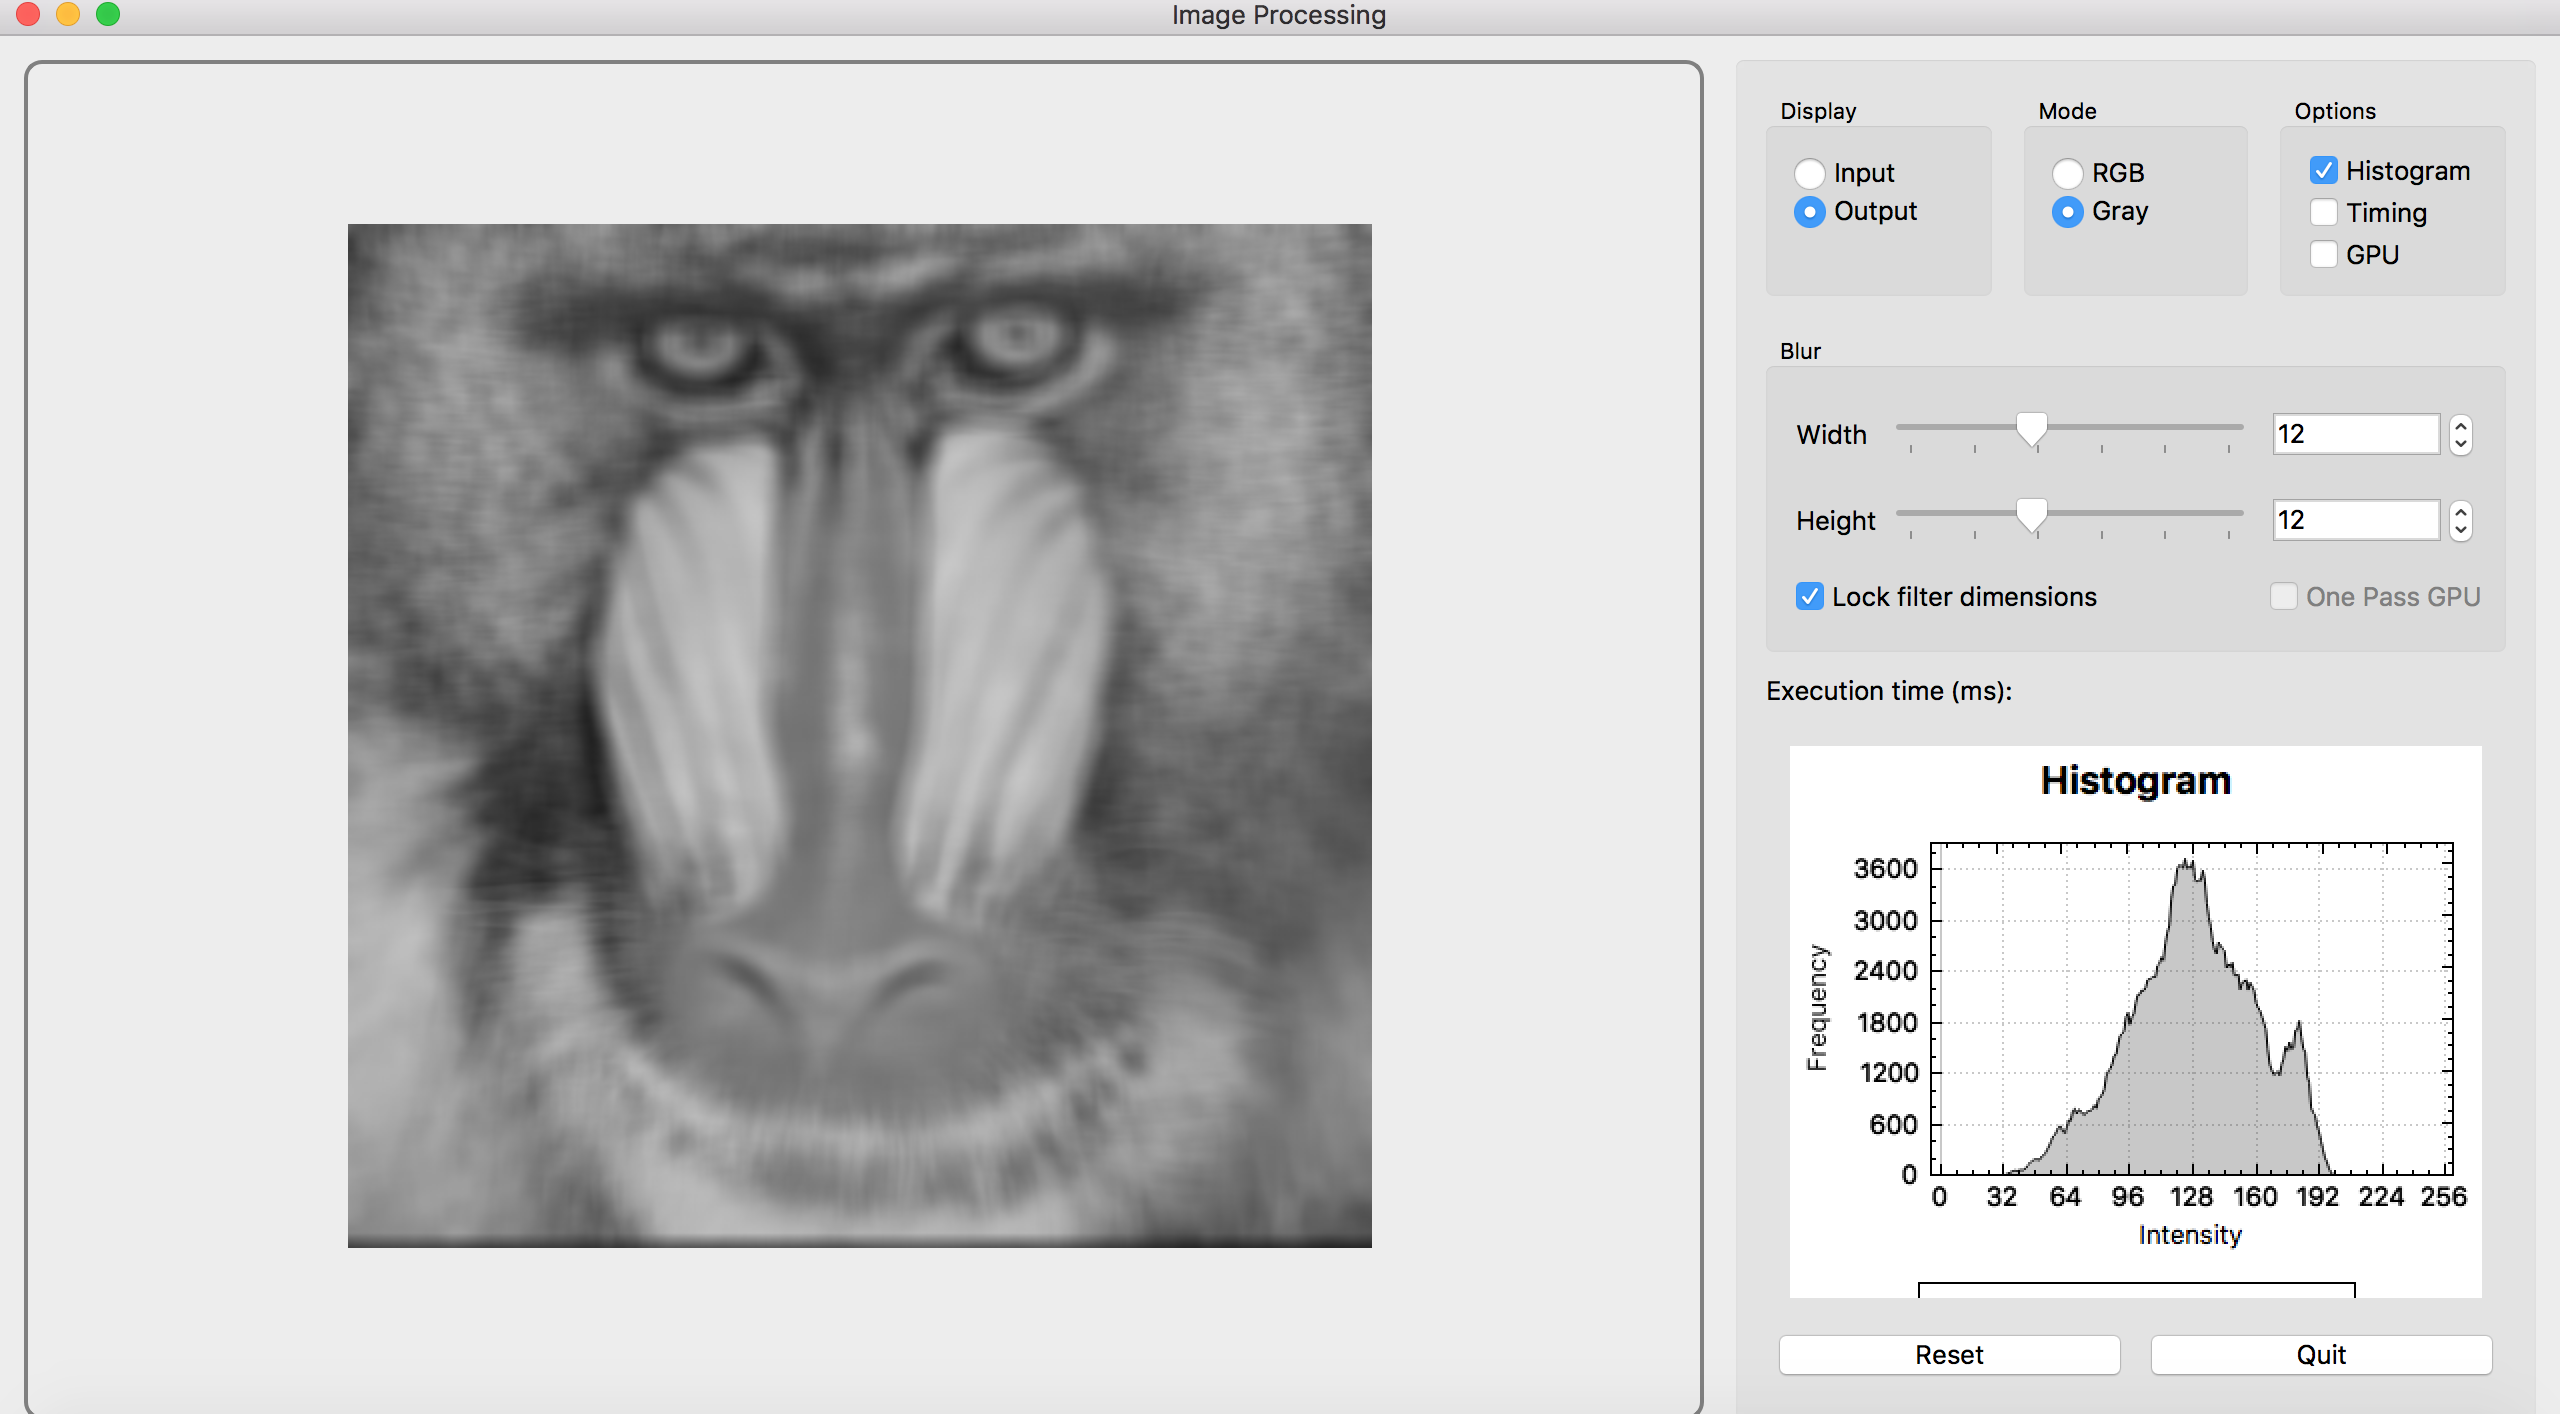 Image Processing
Display
Mode
Options
Input
RGB
Histogram
Output
Gray
Timing
GPU
Blur
Width
12
Height
12
Lock filter dimensions
One Pass GPU
Execution time (ms):
Histogram
3600
3000
2400
1800
1200
600
0
Frequency
0 32 64 96 128 160 192 224 256
Intensity
Reset
Quit